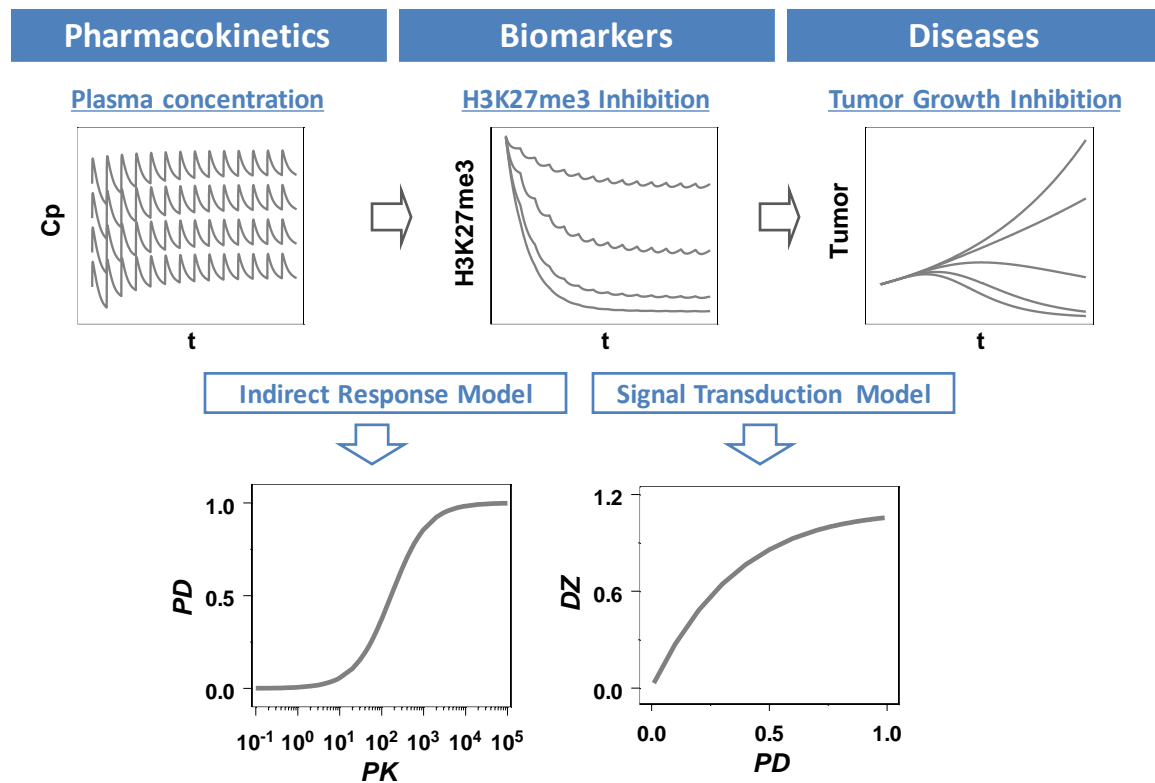 Pharmacokinetics
Biomarkers
Diseases
Plasma concentration
H3K27me3 Inhibition
Tumor Growth Inhibition
Cp
t
H3K27me3
t
Tumor
t
Indirect Response Model
Signal Transduction Model
PD
1.0
0.5
0.0
10⁻¹ 10⁰ 10¹ 10² 10³ 10⁴ 10⁵
PK
DZ
1.2
0.6
0.0
0.0 0.5 1.0
PD